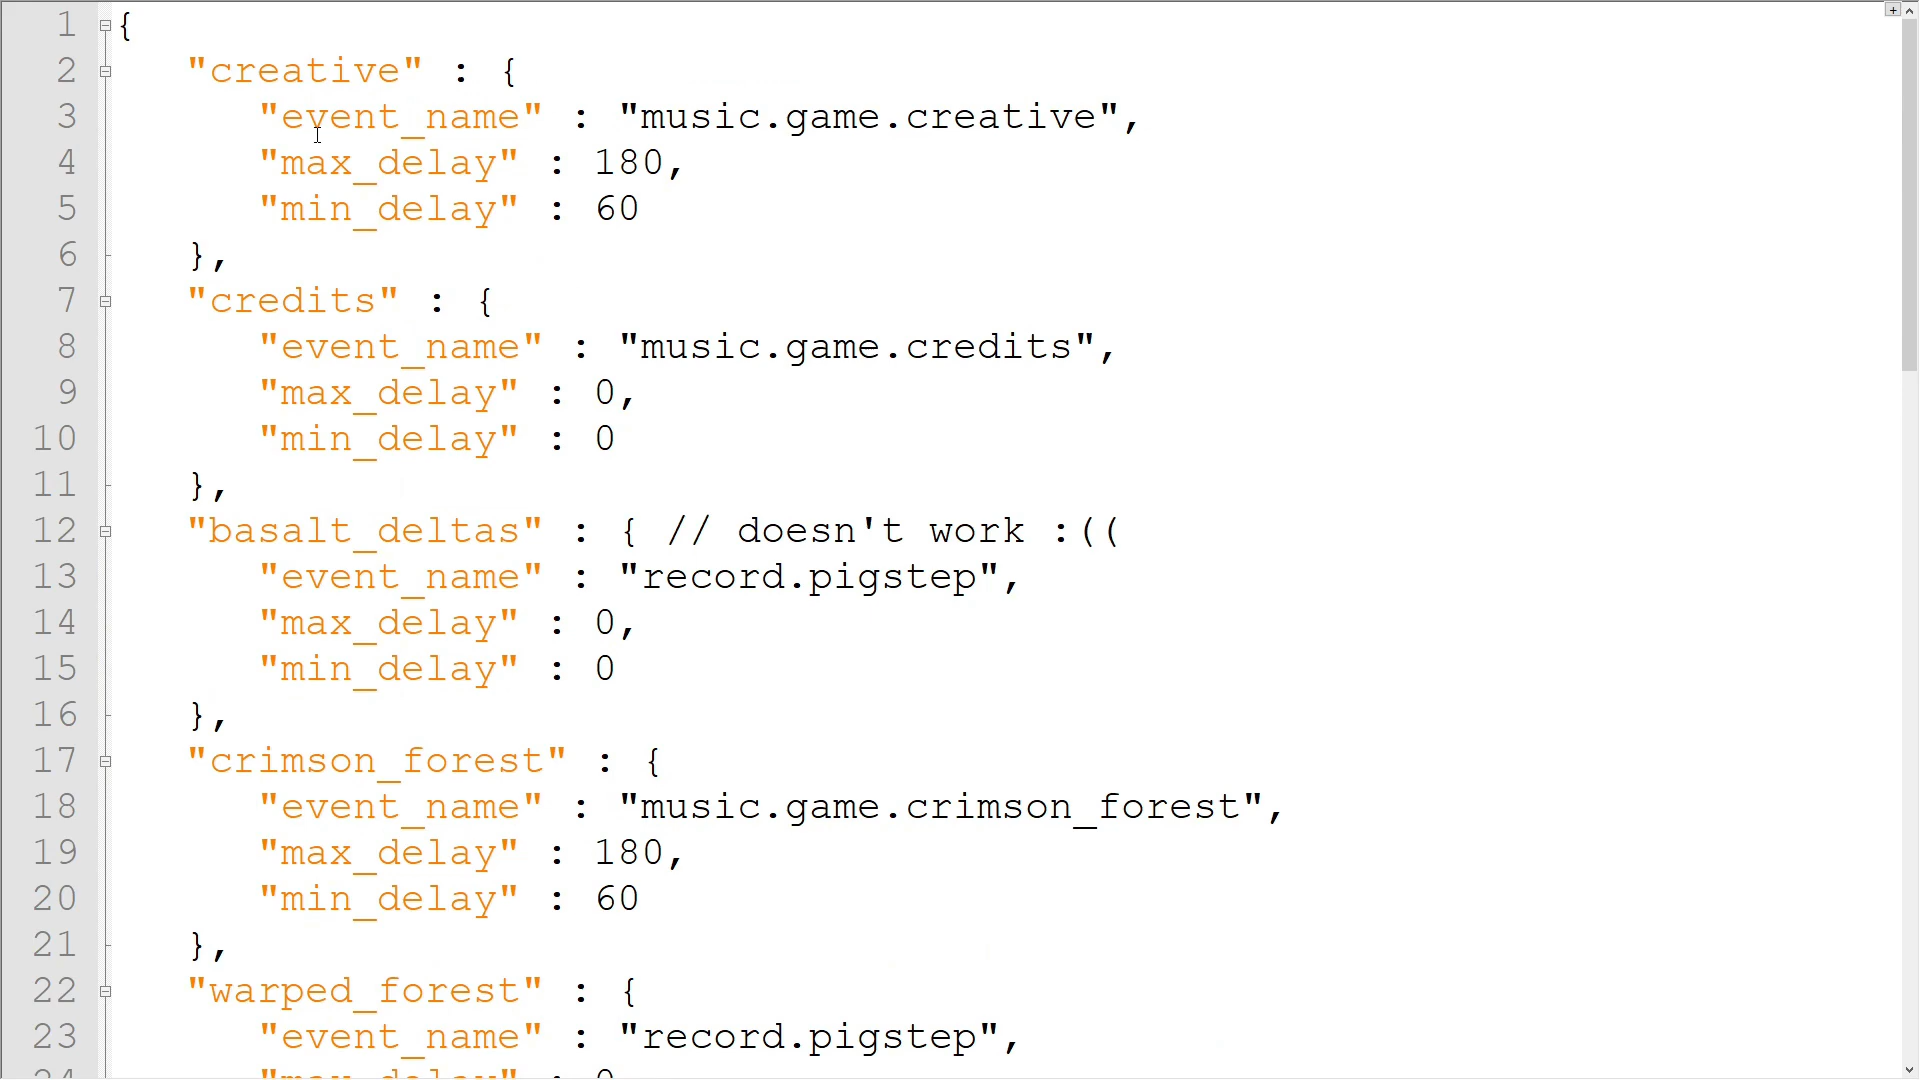 1 {
2 "creative" : {
3 "event_name" : "music.game.creative",
4 "max_delay" : 180,
5 "min_delay" : 60
6 },
7 "credits" : {
8 "event_name" : "music.game.credits",
9 "max_delay" : 0,
10 "min_delay" : 0
11 },
12 "basalt_deltas" : { // doesn't work :((
13 "event_name" : "record.pigstep",
14 "max_delay" : 0,
15 "min_delay" : 0
16 },
17 "crimson_forest" : {
18 "event_name" : "music.game.crimson_forest",
19 "max_delay" : 180,
20 "min_delay" : 60
21 },
22 "warped_forest" : {
23 "event_name" : "record.pigstep",
24 "max_delay" : 0